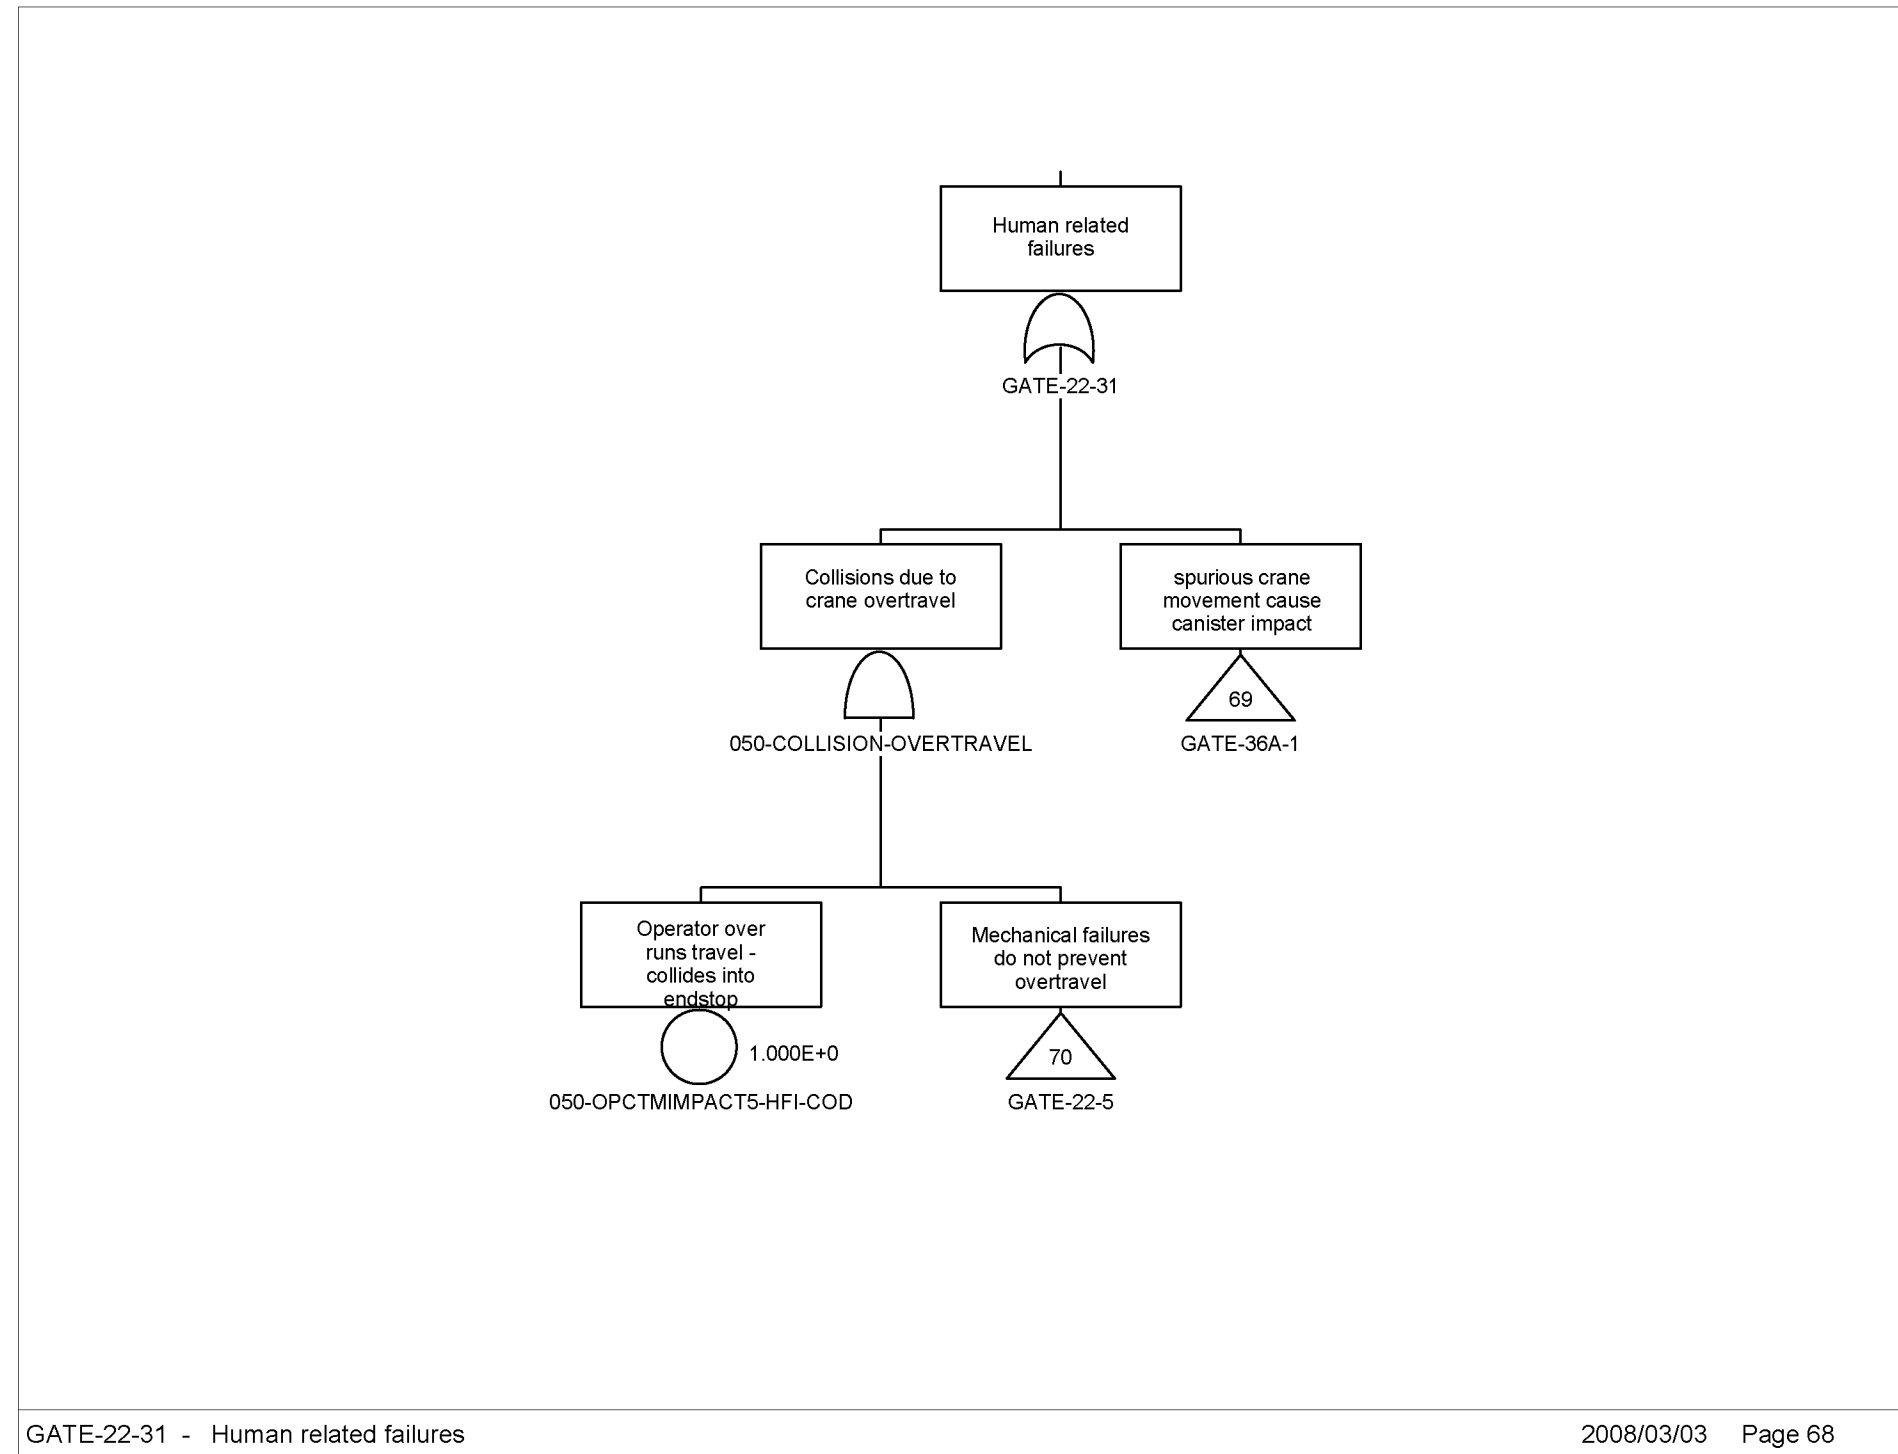 Human related
failures
GATE-22-31
Collisions due to
crane overtravel
050-COLLISION-OVERTRAVEL
spurious crane
movement cause
canister impact
69
GATE-36A-1
Operator over
runs travel -
collides into
endstop
1.000E+0
050-OPCTMIMPACT5-HFI-COD
Mechanical failures
do not prevent
overtravel
70
GATE-22-5
GATE-22-31 - Human related failures
2008/03/03 Page 68